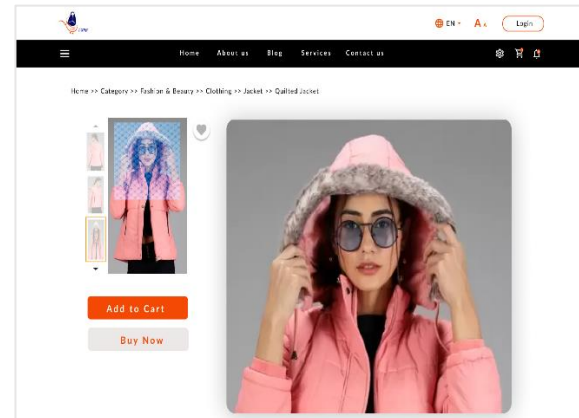 EN
A A
Login
Home About us Blog Services Contact us
Home >> Category >> Fashion & Beauty >> Clothing >> Jacket >> Quilted Jacket
Add to Cart
Buy Now